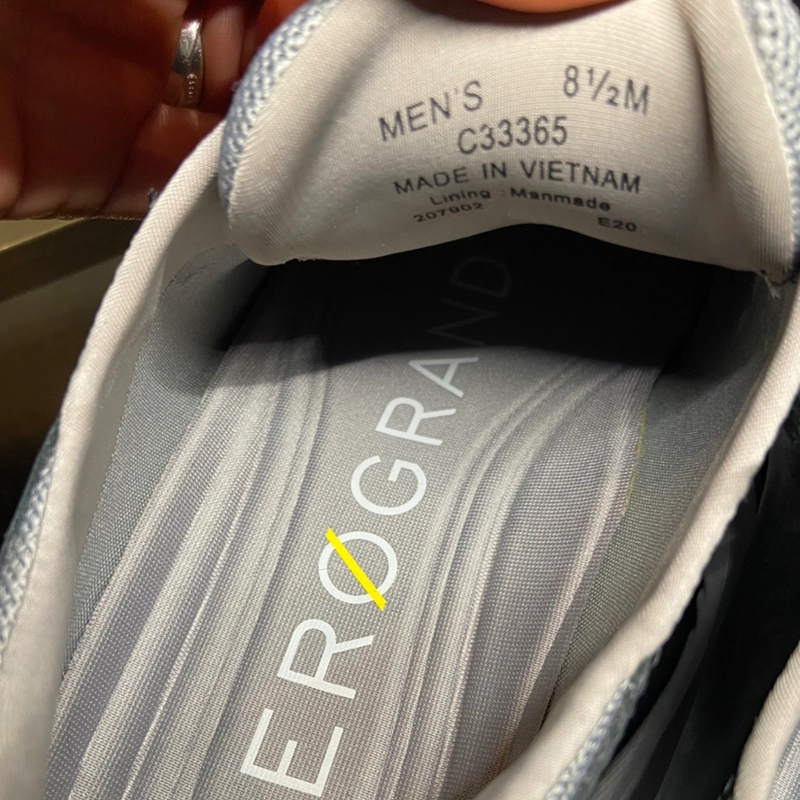 MEN'S 8½M
C33365
MADE IN VIETNAM
Lining : Manmade
207902 E20
ERØGRAND